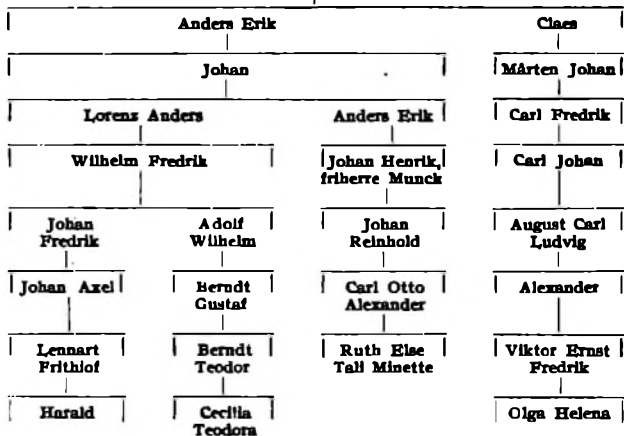 Anders Erik Claes
Johan Mårten Johan
Lorenz Anders Anders Erik Carl Fredrik
Wilhelm Fredrik Johan Henrik, friherre Munck Carl Johan
Johan Fredrik Adolf Wilhelm Johan Reinhold August Carl Ludvig
Johan Axel Berndt Gustaf Carl Otto Alexander Alexander
Lennart Frithiof Berndt Teodor Ruth Else Tali Minette Viktor Ernst Fredrik
Harald Cecilia Teodora Olga Helena